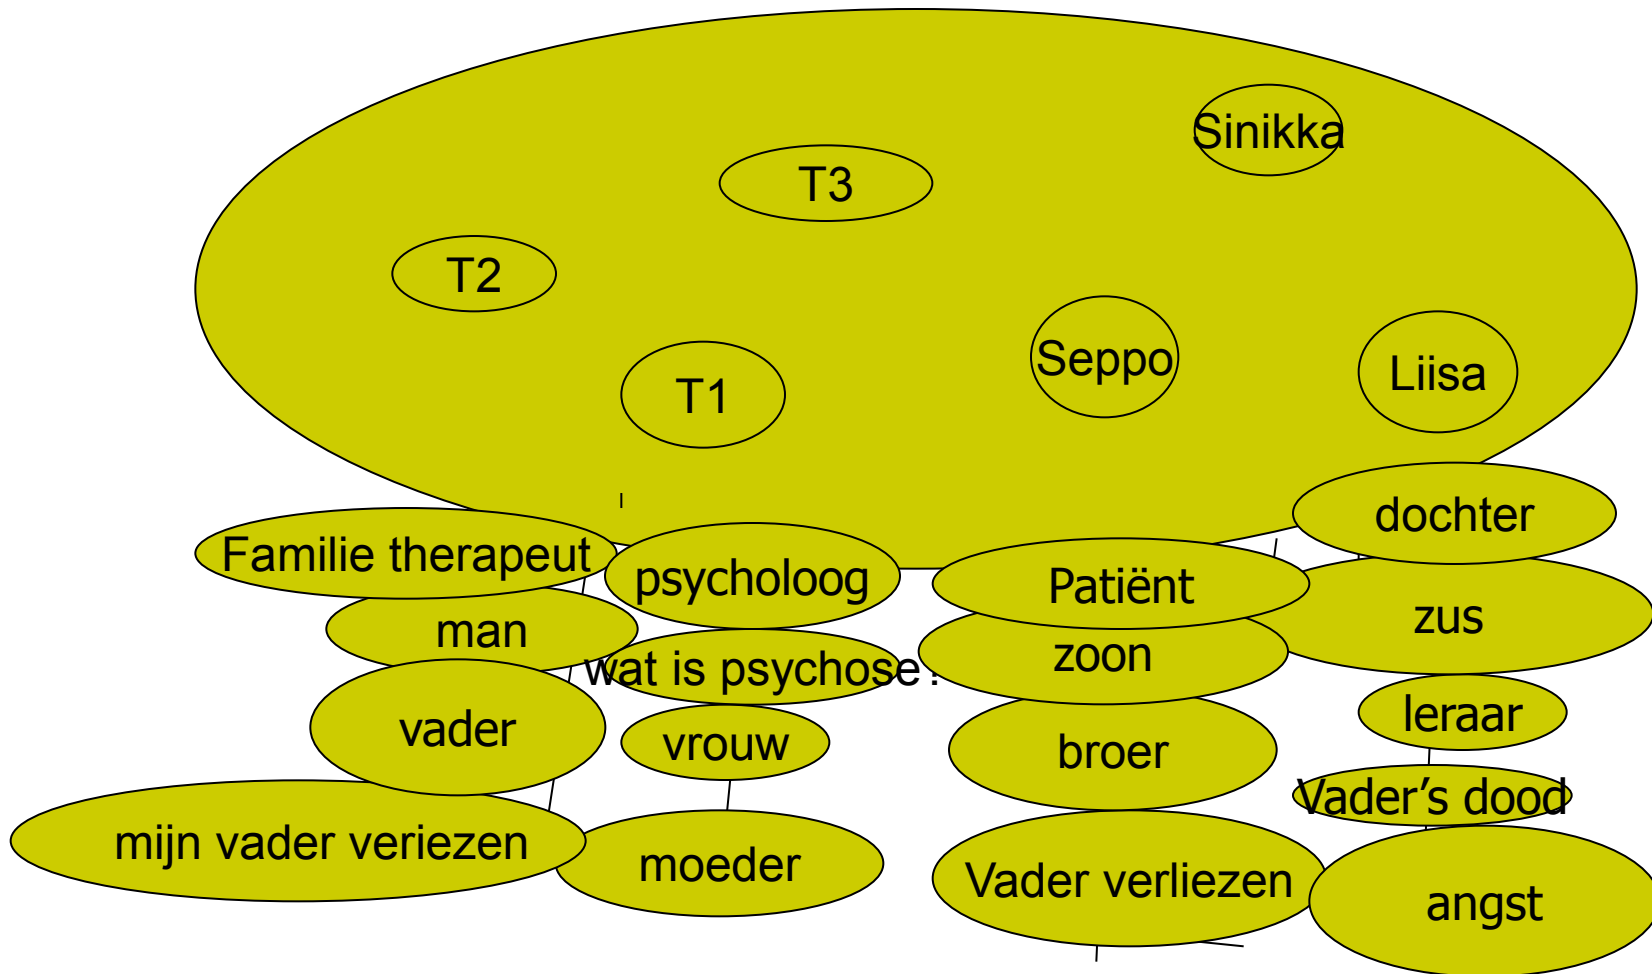 Sinikka
T3
T2
Seppo
Liisa
T1
Familie therapeut
man
vader
mijn vader veriezen
psycholoog
wat is psychose?
vrouw
moeder
Patiënt
zoon
broer
Vader verliezen
dochter
zus
leraar
Vader's dood
angst